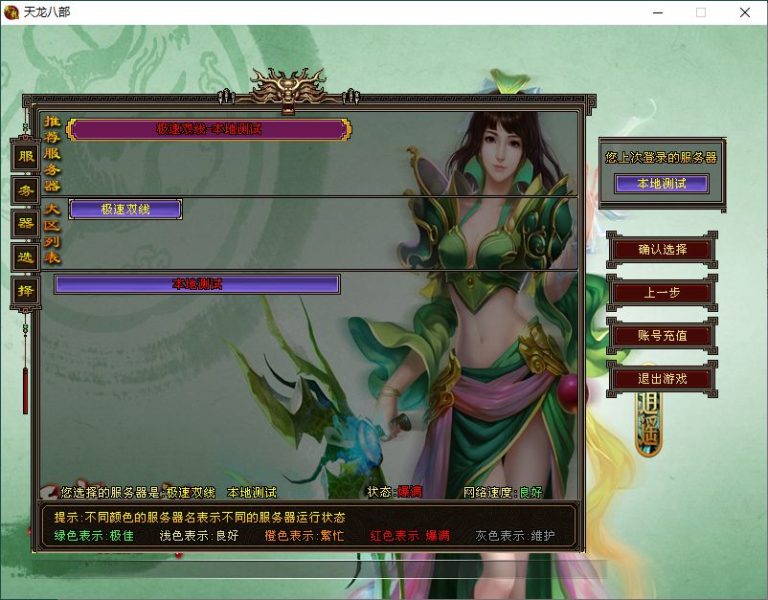 天龙八部
推荐服务器
极速双线-本地测试
服务器选择
大区列表
极速双线
本地测试
您上次登录的服务器
本地测试
确认选择
上一步
账号充值
退出游戏
逍遥
您选择的服务器是:极速双线 本地测试 状态:爆满 网络速度:良好
提示:不同颜色的服务器名表示不同的服务器运行状态
绿色表示:极佳 浅色表示:良好 橙色表示:繁忙 红色表示:爆满 灰色表示:维护